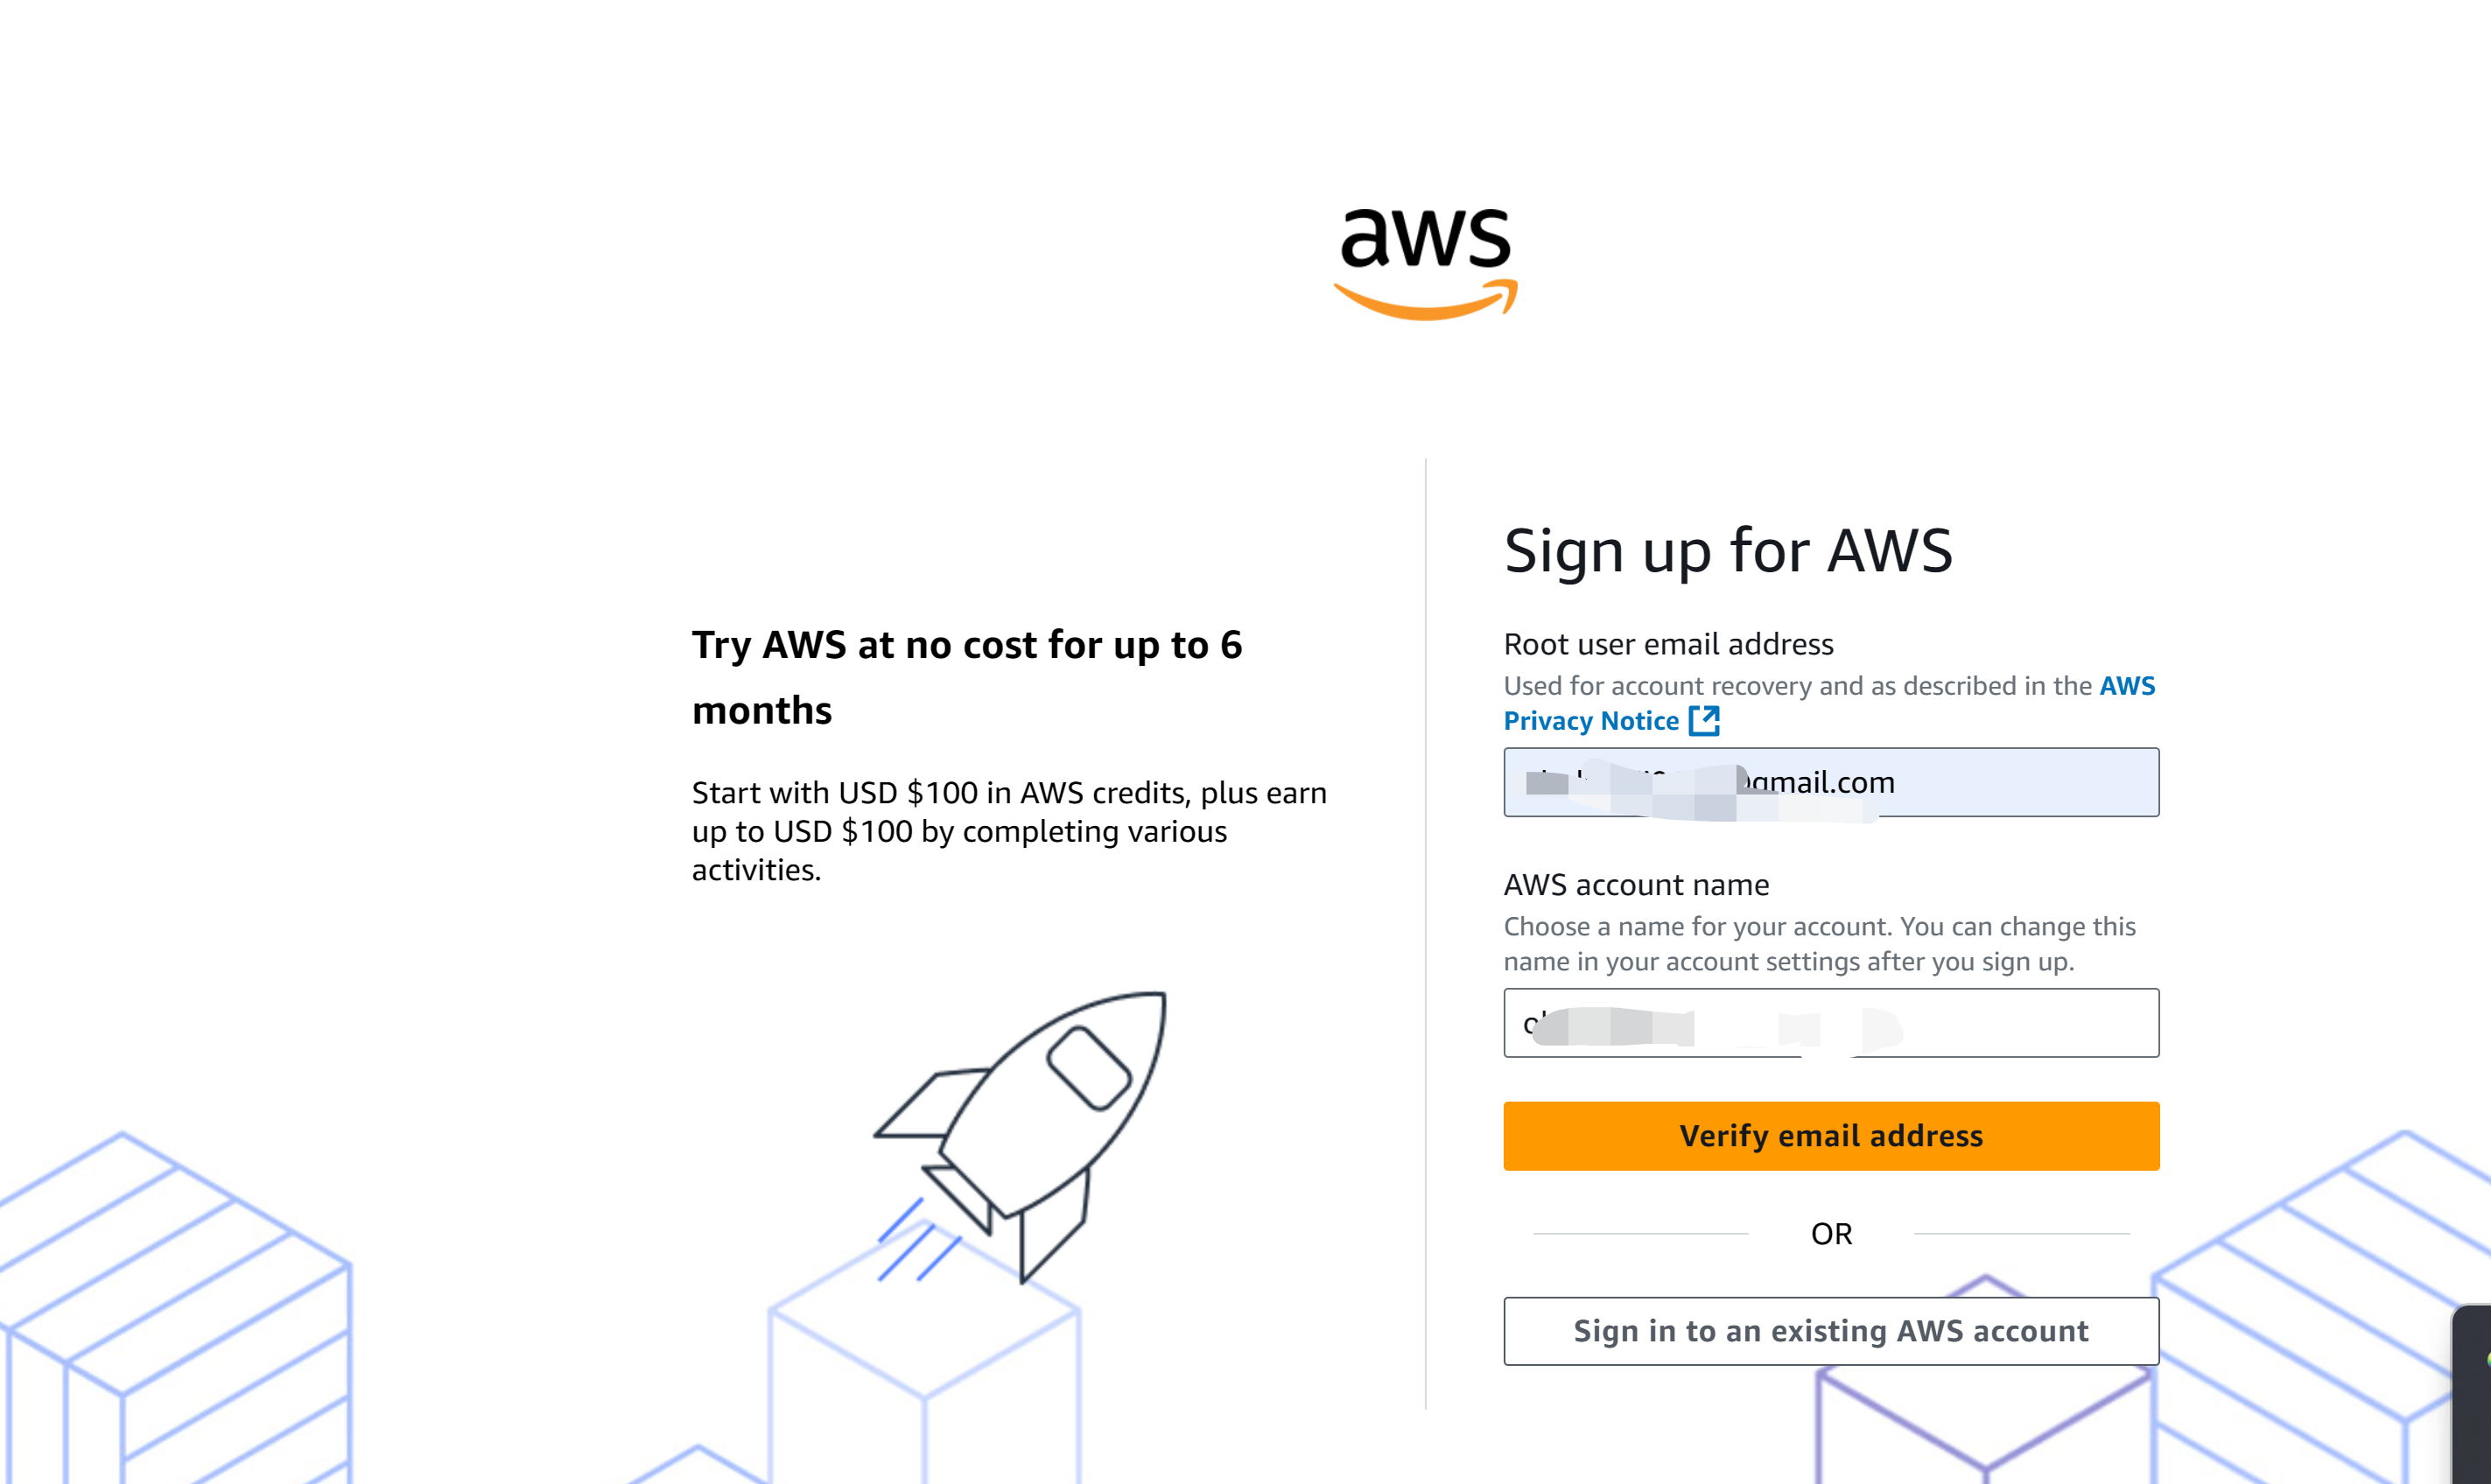 aws
Try AWS at no cost for up to 6
months
Start with USD $100 in AWS credits, plus earn
up to USD $100 by completing various
activities.
Sign up for AWS
Root user email address
Used for account recovery and as described in the AWS
Privacy Notice
gmail.com
AWS account name
Choose a name for your account. You can change this
name in your account settings after you sign up.
Verify email address
OR
Sign in to an existing AWS account